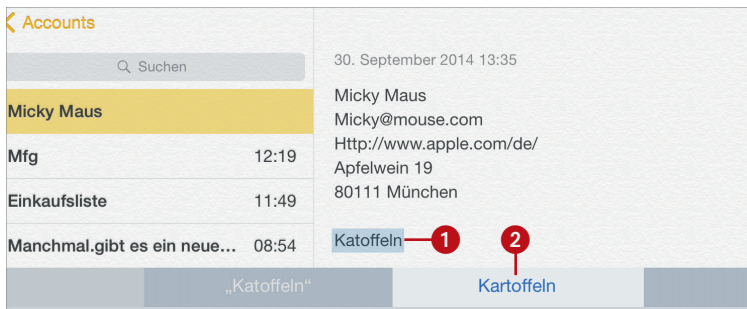 Accounts
Suchen
Micky Maus
Mfg 12:19
Einkaufsliste 11:49
Manchmal.gibt es ein neue... 08:54
30. September 2014 13:35
Micky Maus
Micky@mouse.com
Http://www.apple.com/de/
Apfelwein 19
80111 München
Katoffeln 1
2
„Katoffeln“ Kartoffeln